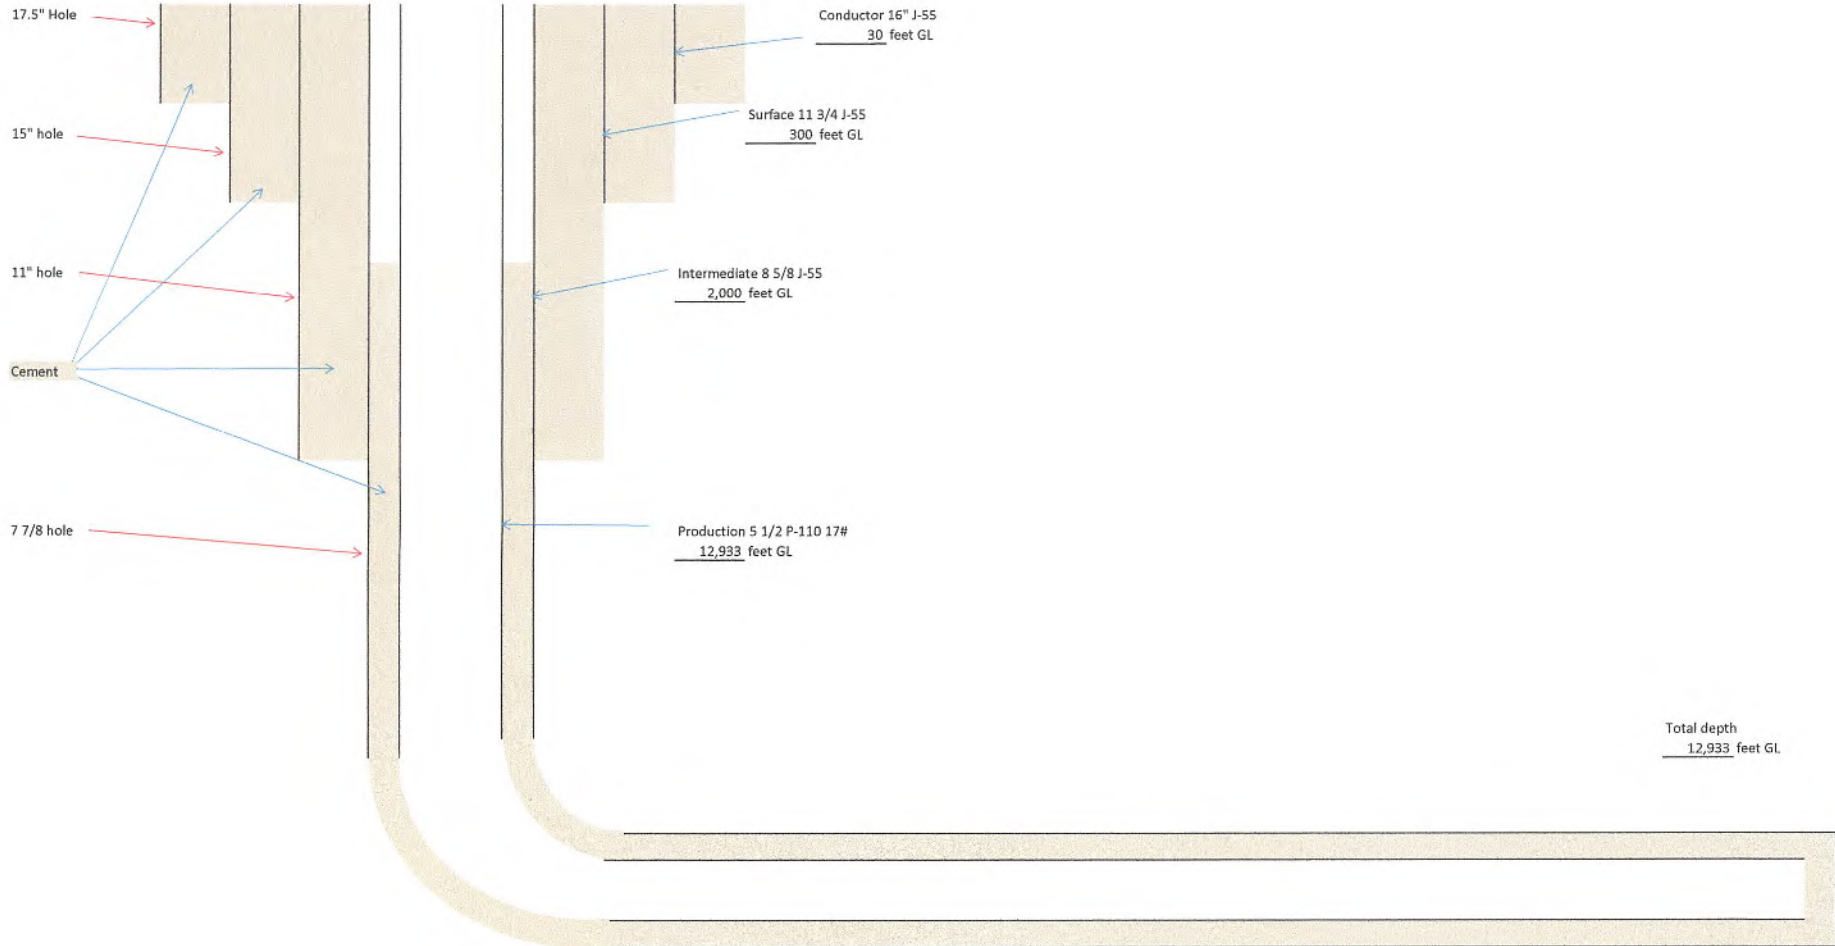 17.5" Hole
Conductor 16" J-55
30 feet GL
Surface 11 3/4 J-55
300 feet GL
15" hole
11" hole
Intermediate 8 5/8 J-55
2,000 feet GL
Cement
7 7/8 hole
Production 5 1/2 P-110 17#
12,933 feet GL
Total depth
12,933 feet GL